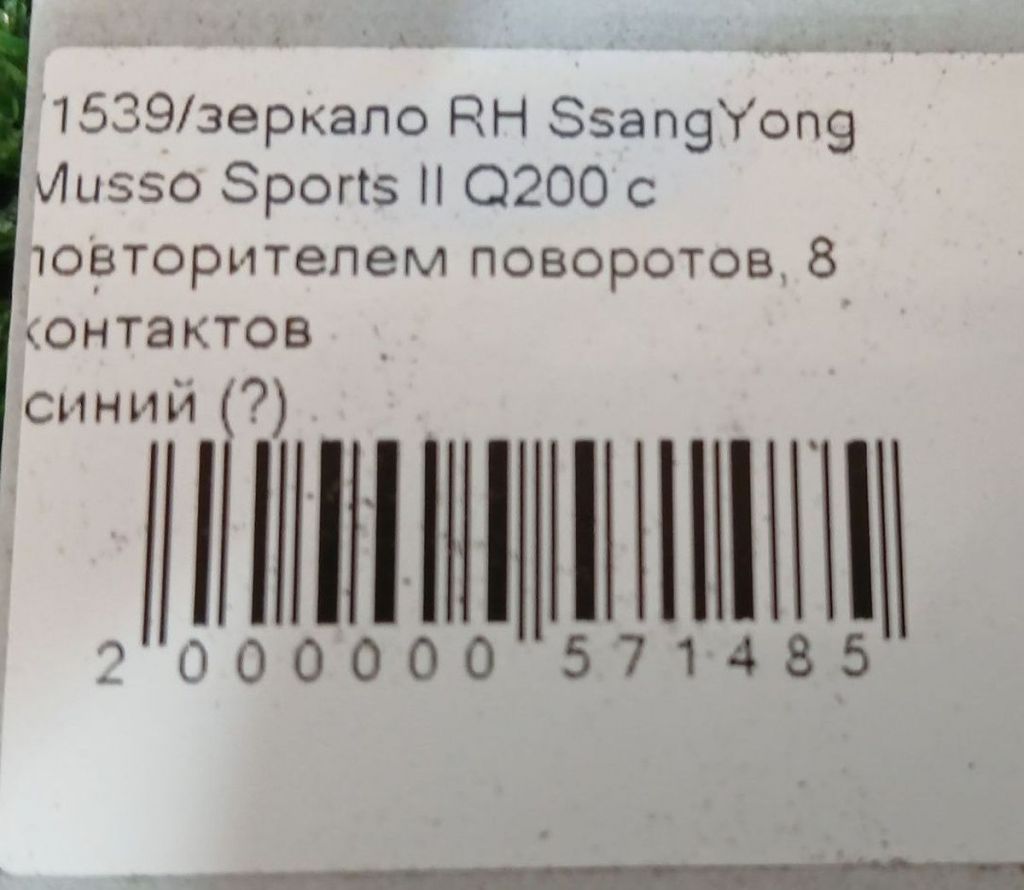 1539/зеркало RH SsangYong
Musso Sports II Q200 с
повторителем поворотов, 8
контактов
синий (?)
2 000000 571485